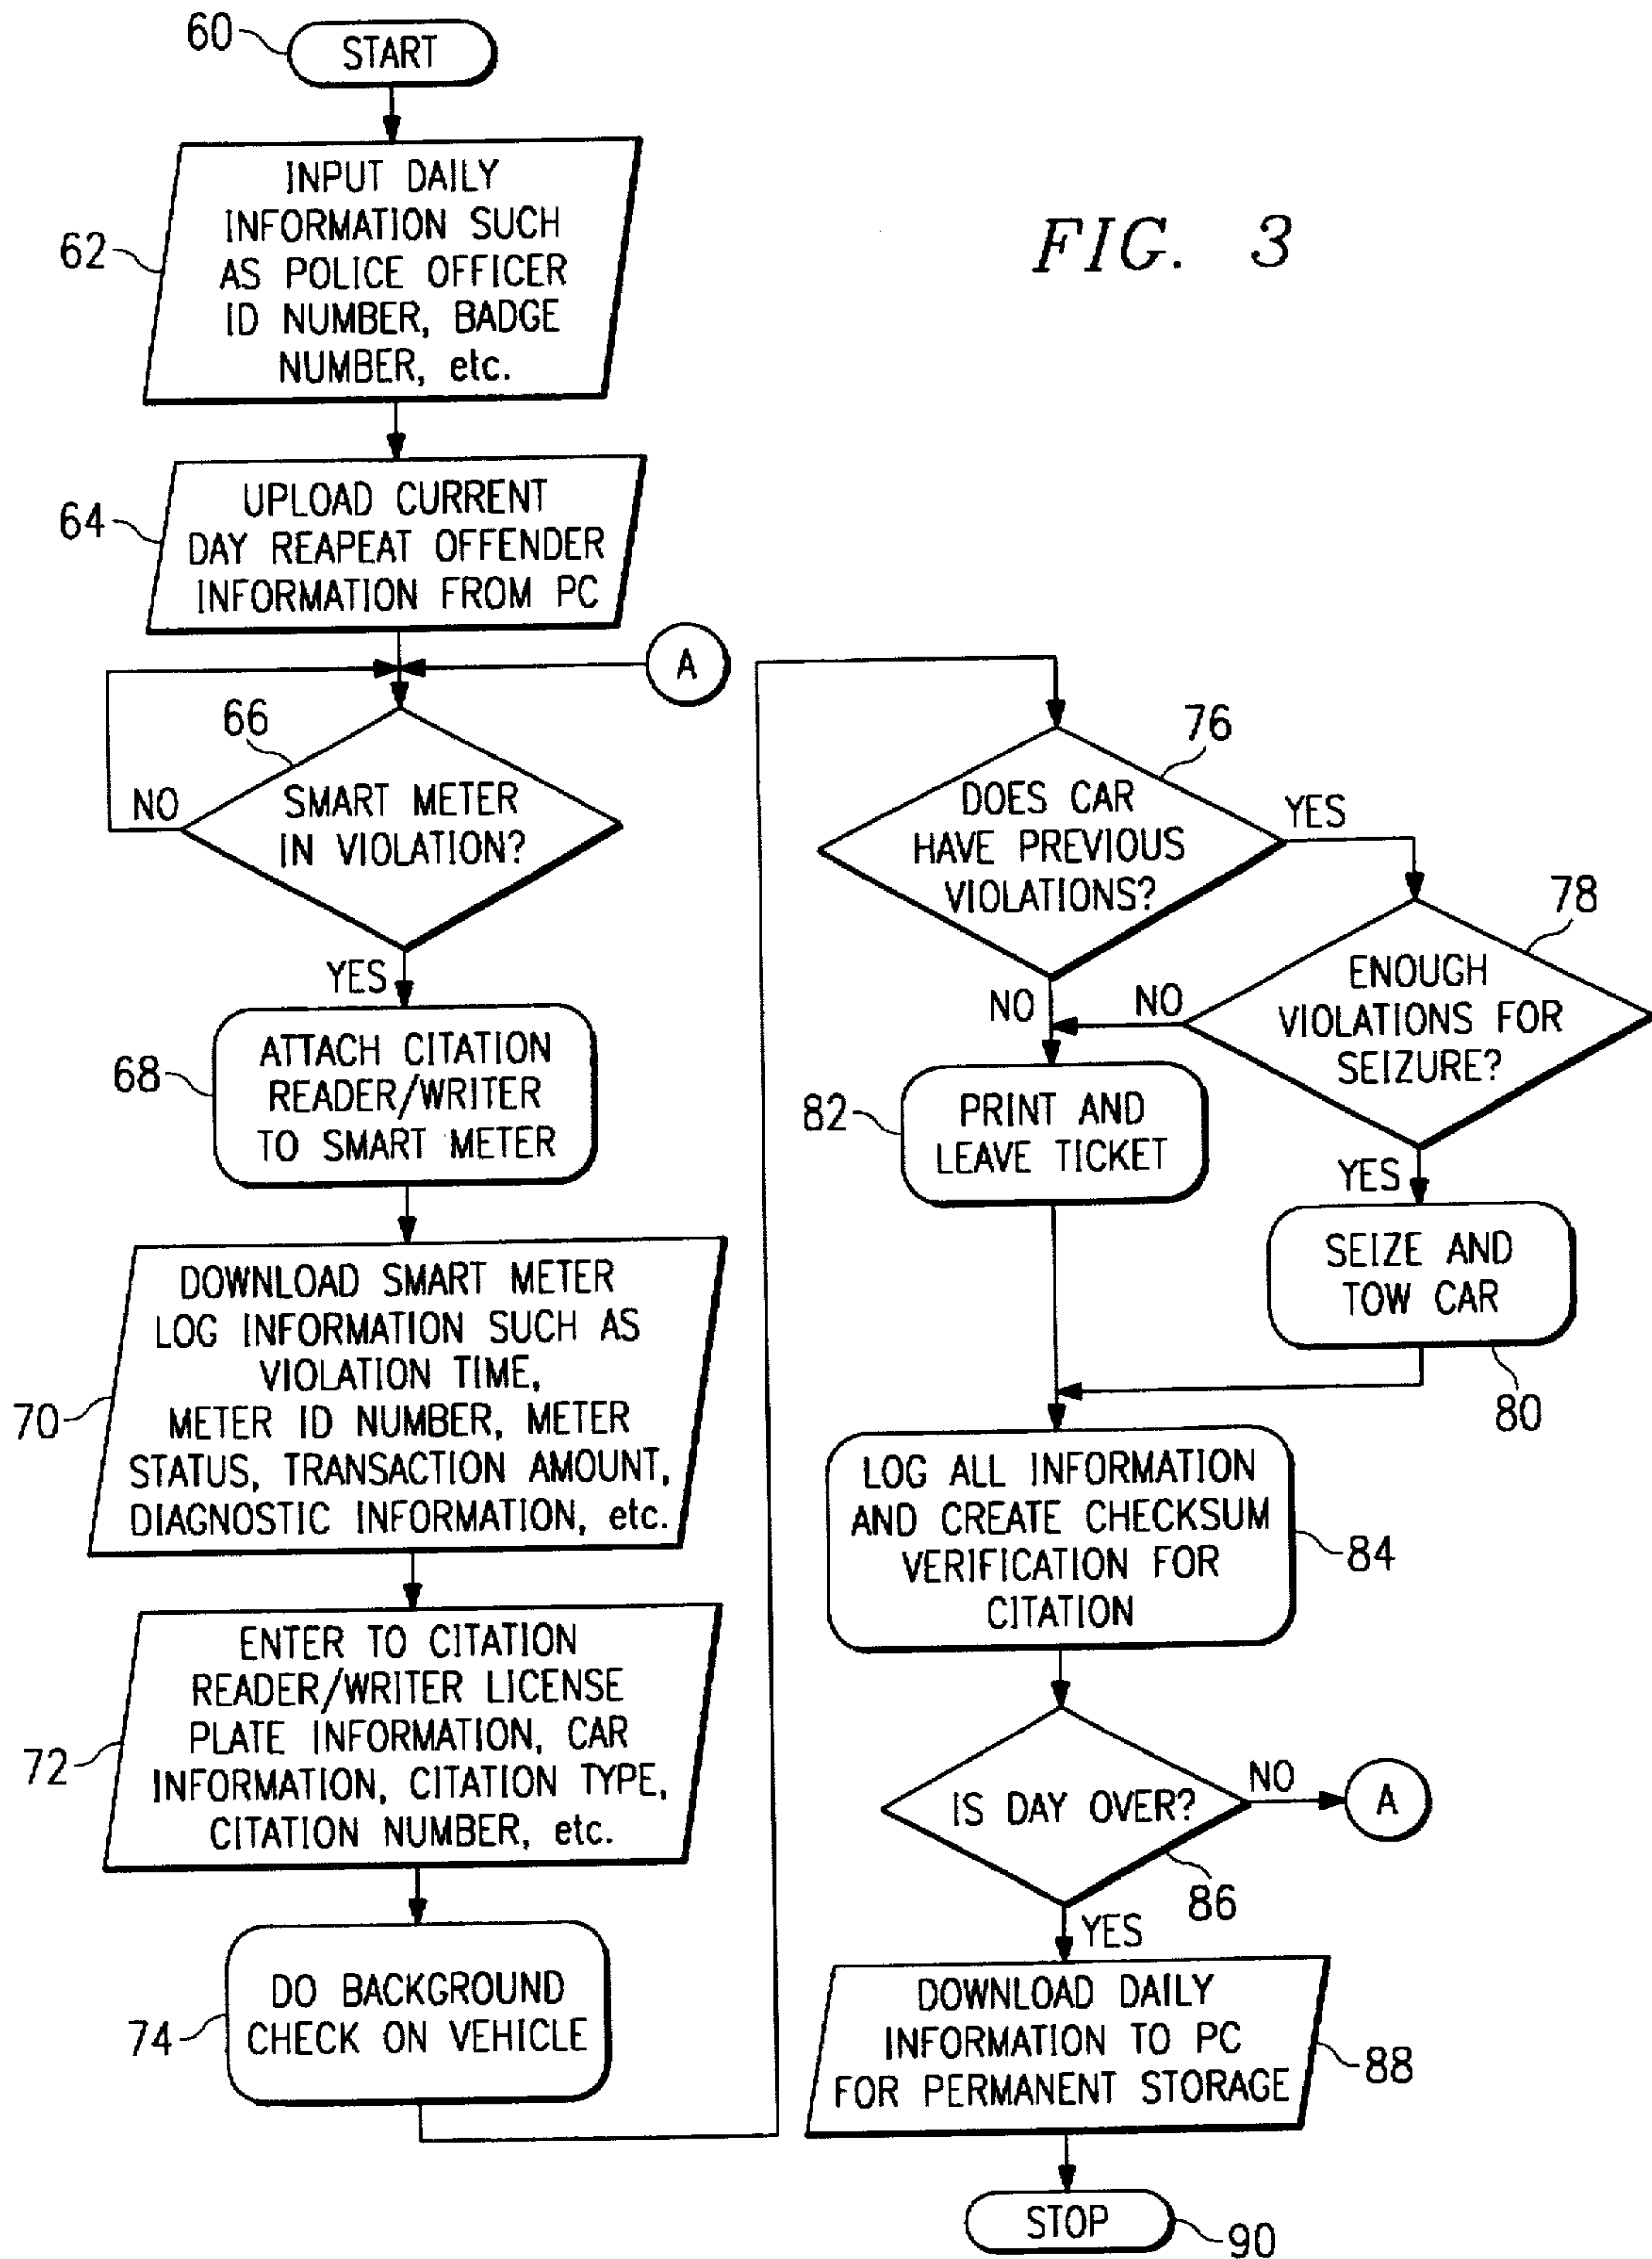 60
START
FIG. 3
62
INPUT DAILY
INFORMATION SUCH
AS POLICE OFFICER
ID NUMBER, BADGE
NUMBER, etc.
64
UPLOAD CURRENT
DAY REAPEAT OFFENDER
INFORMATION FROM PC
A
66
SMART METER
IN VIOLATION?
NO
YES
68
ATTACH CITATION
READER/WRITER
TO SMART METER
70
DOWNLOAD SMART METER
LOG INFORMATION SUCH AS
VIOLATION TIME,
METER ID NUMBER, METER
STATUS, TRANSACTION AMOUNT,
DIAGNOSTIC INFORMATION, etc.
72
ENTER TO CITATION
READER/WRITER LICENSE
PLATE INFORMATION, CAR
INFORMATION, CITATION TYPE,
CITATION NUMBER, etc.
74
DO BACKGROUND
CHECK ON VEHICLE
76
DOES CAR
HAVE PREVIOUS
VIOLATIONS?
YES
NO
78
ENOUGH
VIOLATIONS FOR
SEIZURE?
NO
YES
82
PRINT AND
LEAVE TICKET
SEIZE AND
TOW CAR
80
LOG ALL INFORMATION
AND CREATE CHECKSUM
VERIFICATION FOR
CITATION
84
IS DAY OVER?
NO
A
86
YES
DOWNLOAD DAILY
INFORMATION TO PC
FOR PERMANENT STORAGE
88
STOP
90